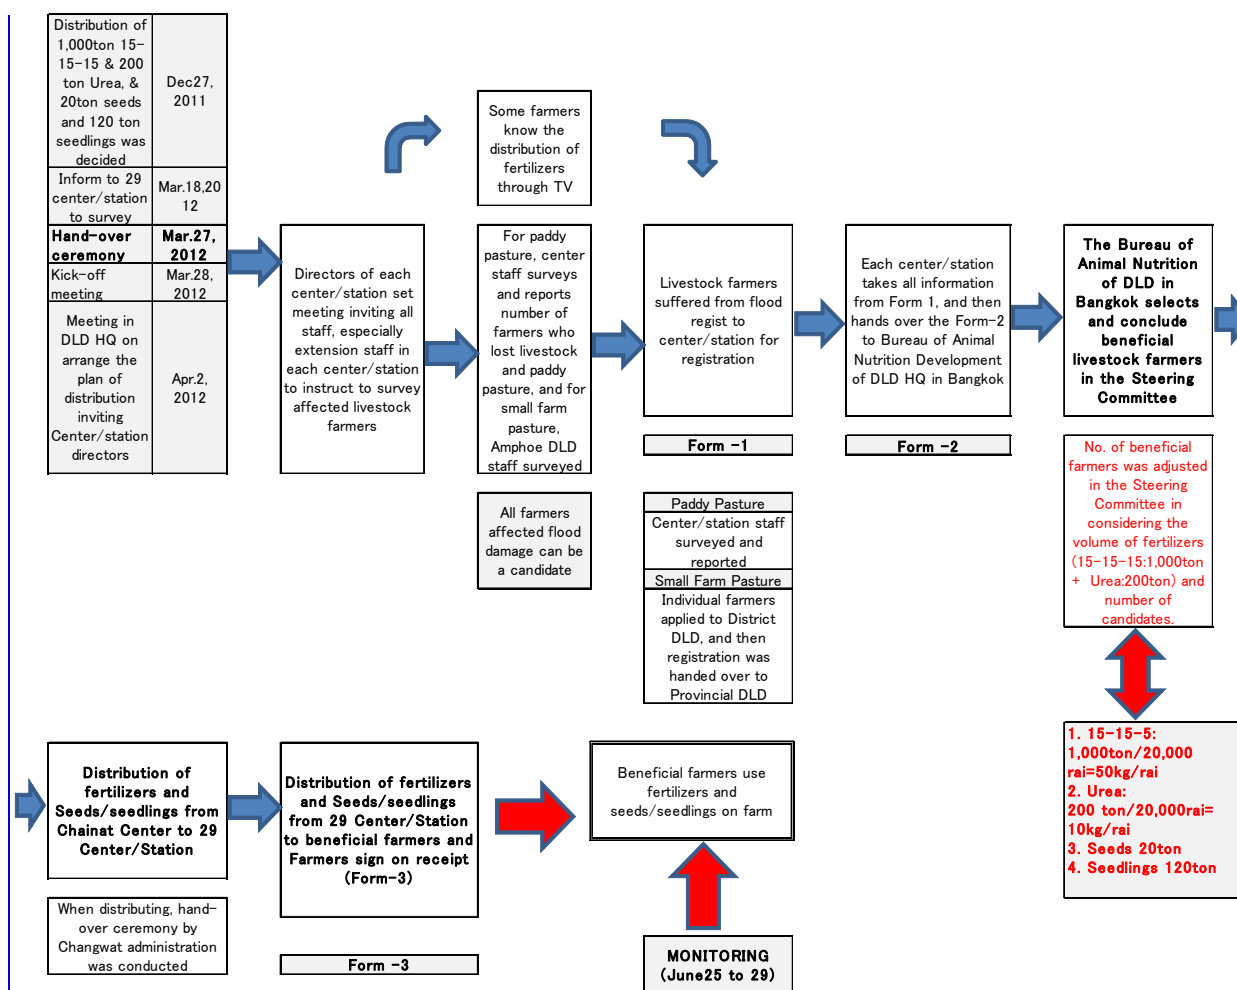 Distribution of
1,000ton 15-
15-15 & 200
ton Urea, &
20ton seeds
and 120 ton
seedlings was
decided
Dec27,
2011
Inform to 29
center/station
to survey
Mar.18,20
12
Hand-over
ceremony
Mar.27,
2012
Kick-off
meeting
Mar.28,
2012
Meeting in
DLD HQ on
arrange the
plan of
distribution
inviting
Center/station
directors
Apr.2,
2012
Directors of each
center/station set
meeting inviting all
staff, especially
extension staff in
each center/station
to instruct to survey
affected livestock
farmers
Some farmers
know the
distribution of
fertilizers
through TV
For paddy
pasture, center
staff surveys
and reports
number of
farmers who
lost livestock
and paddy
pasture, and for
small farm
pasture,
Amphoe DLD
staff surveyed
All farmers
affected flood
damage can be
a candidate
Livestock farmers
suffered from flood
regist to
center/station for
registration
Form -1
Paddy Pasture
Center/station staff
surveyed and
reported
Small Farm Pasture
Individual farmers
applied to District
DLD, and then
registration was
handed over to
Provincial DLD
Each center/station
takes all information
from Form 1, and then
hands over the Form-2
to Bureau of Animal
Nutrition Development
of DLD HQ in Bangkok
Form -2
The Bureau of
Animal Nutrition
of DLD in
Bangkok selects
and conclude
beneficial
livestock farmers
in the Steering
Committee
No. of beneficial
farmers was adjusted
in the Steering
Committee in
considering the
volume of fertilizers
(15-15-15:1,000ton
+ Urea:200ton) and
number of
candidates.
1. 15-15-5:
1,000ton/20,000
rai=50kg/rai
2. Urea:
200 ton/20,000rai=
10kg/rai
3. Seeds 20ton
4. Seedlings 120ton
Distribution of
fertilizers and
Seeds/seedlings from
Chainat Center to 29
Center/Station
When distributing, hand-
over ceremony by
Changwat administration
was conducted
Distribution of fertilizers
and Seeds/seedlings
from 29 Center/Station
to beneficial farmers and
Farmers sign on receipt
(Form-3)
Form -3
Beneficial farmers use
fertilizers and
seeds/seedlings on farm
MONITORING
(June25 to 29)